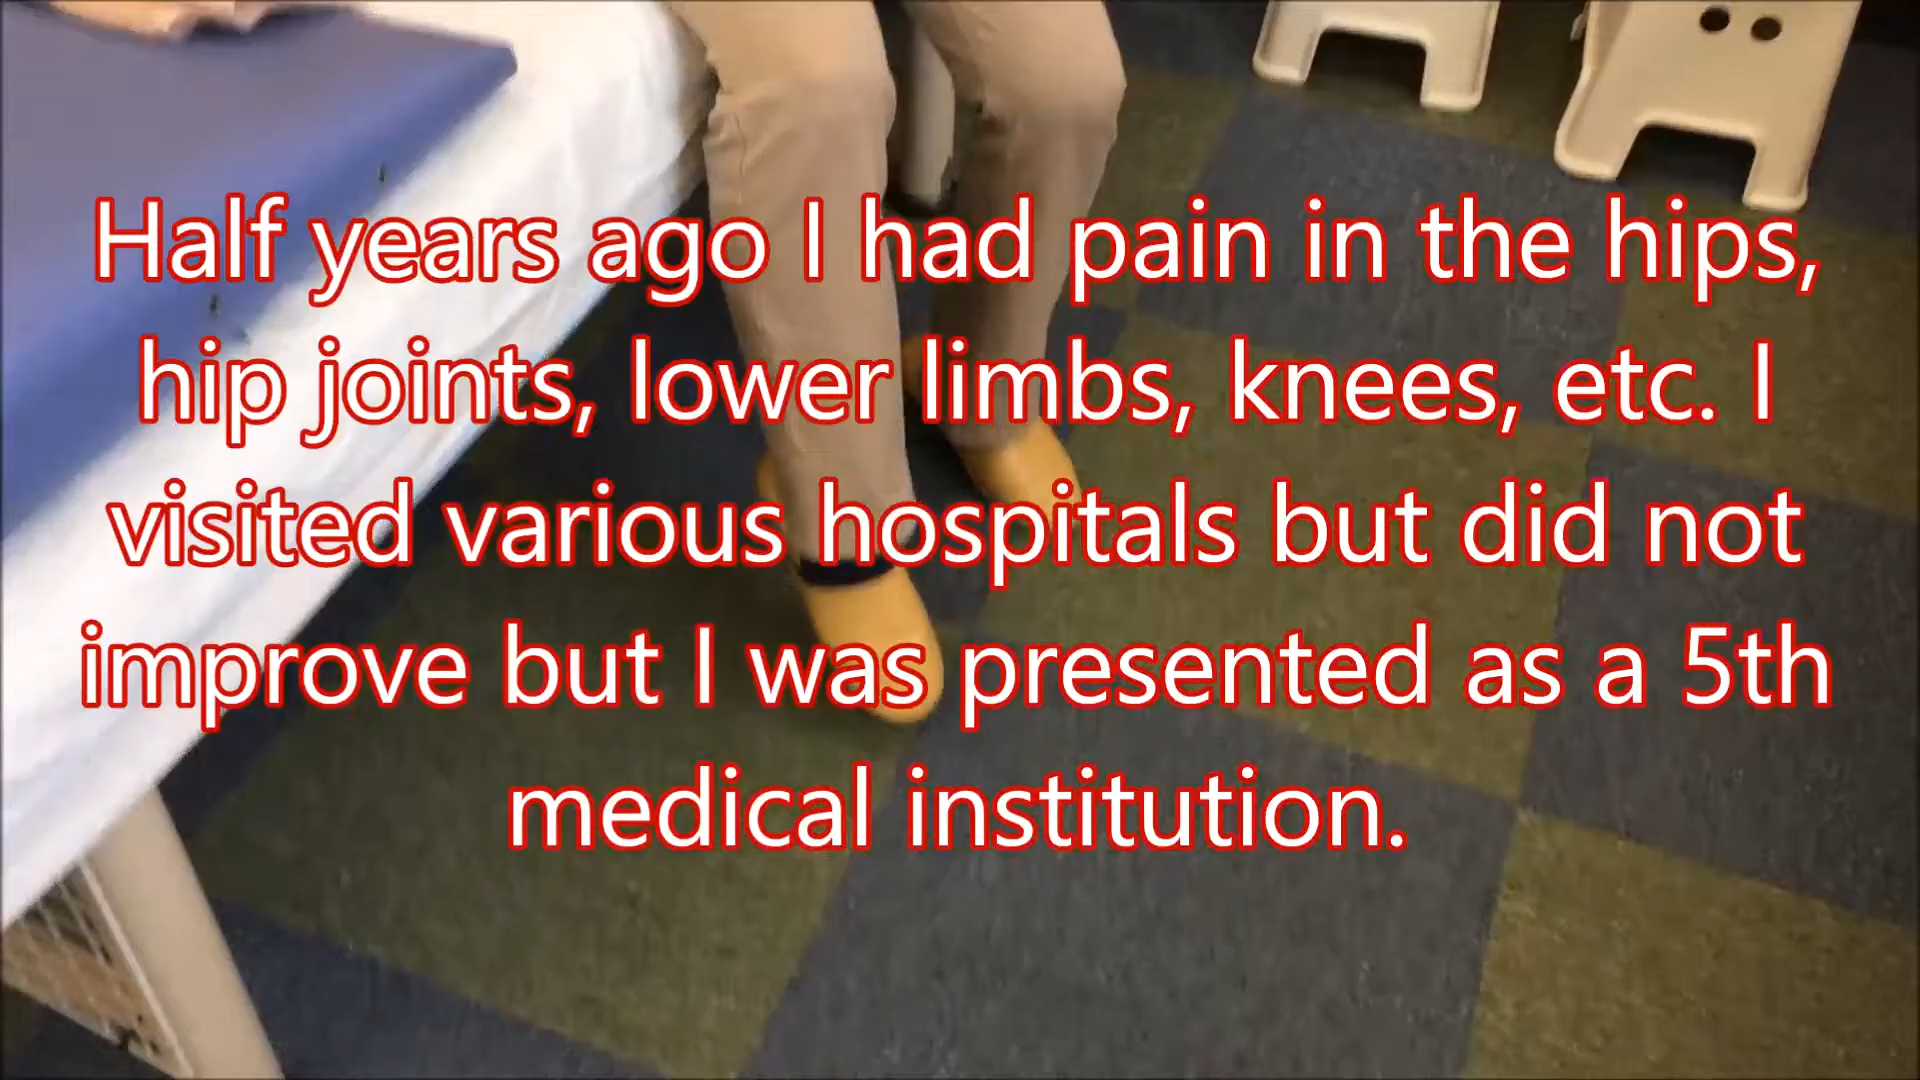 Half years ago I had pain in the hips,
hip joints, lower limbs, knees, etc. I
visited various hospitals but did not
improve but I was presented as a 5th
medical institution.